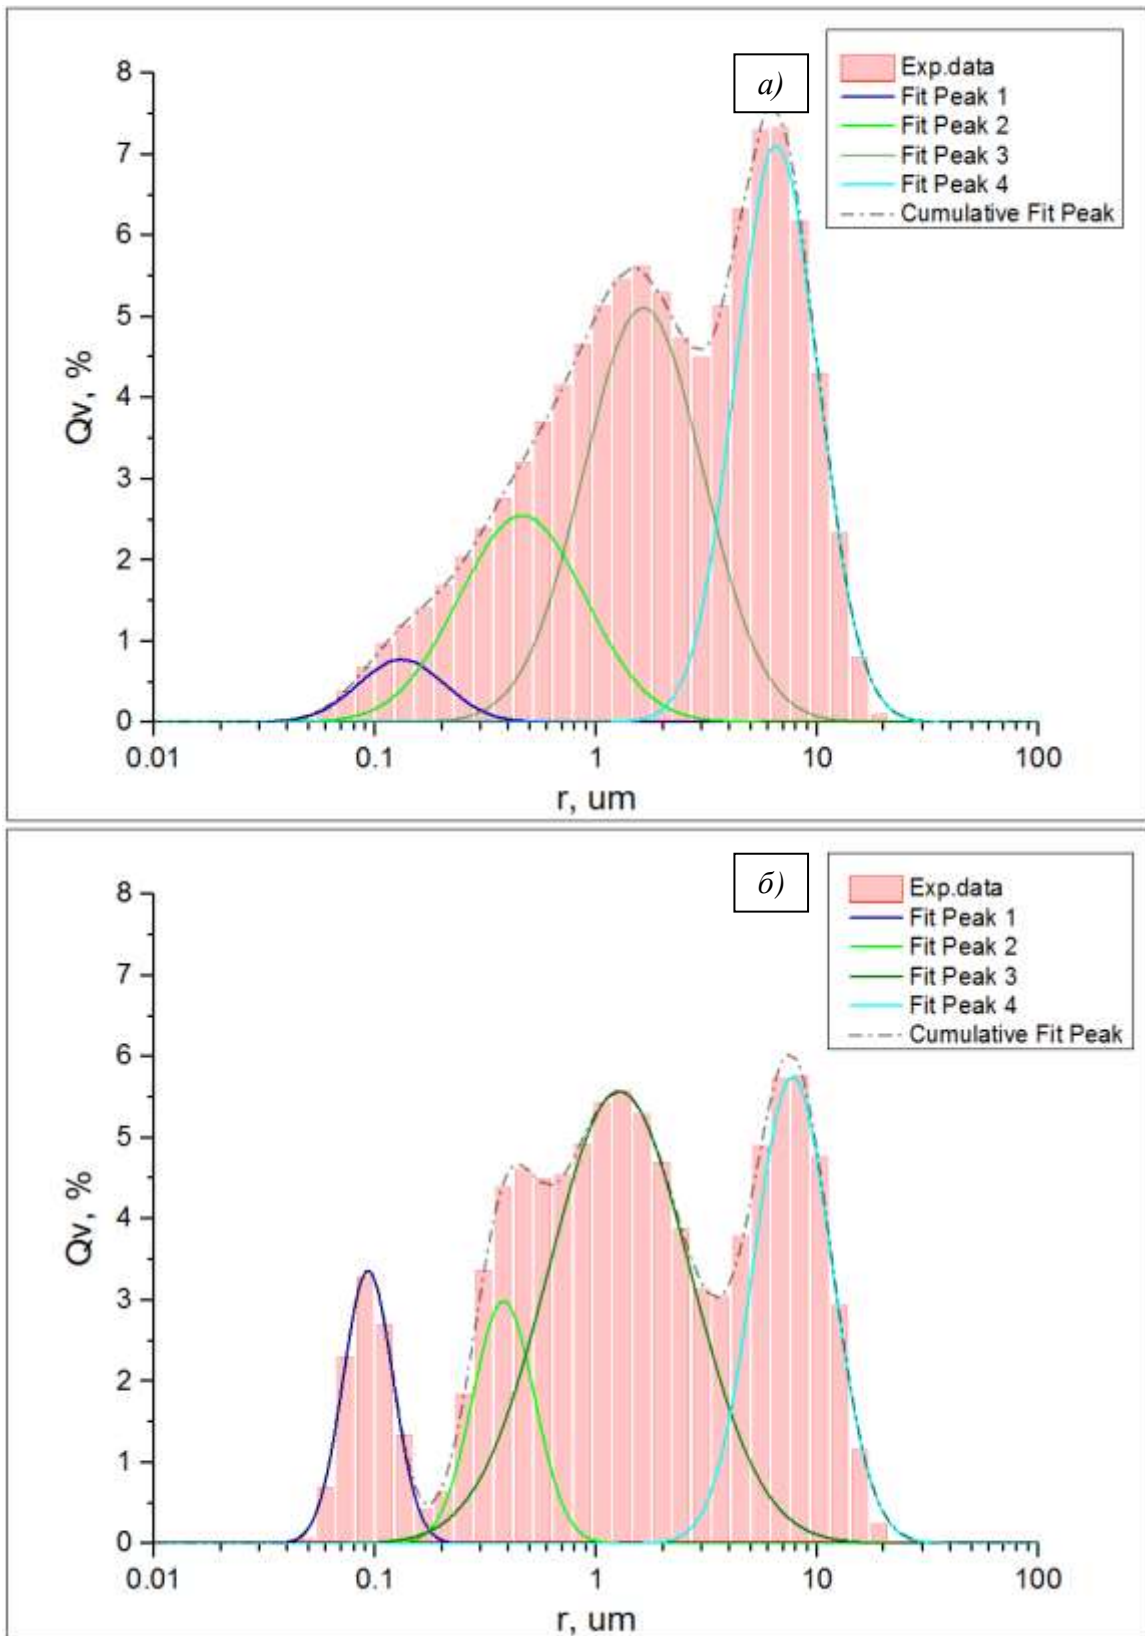 а)
Exp.data
Fit Peak 1
Fit Peak 2
Fit Peak 3
Fit Peak 4
Cumulative Fit Peak
8
7
6
5
4
3
2
1
0
Qv, %
0.01 0.1 1 10 100
r, um
б)
Exp.data
Fit Peak 1
Fit Peak 2
Fit Peak 3
Fit Peak 4
Cumulative Fit Peak
8
7
6
5
4
3
2
1
0
Qv, %
0.01 0.1 1 10 100
r, um